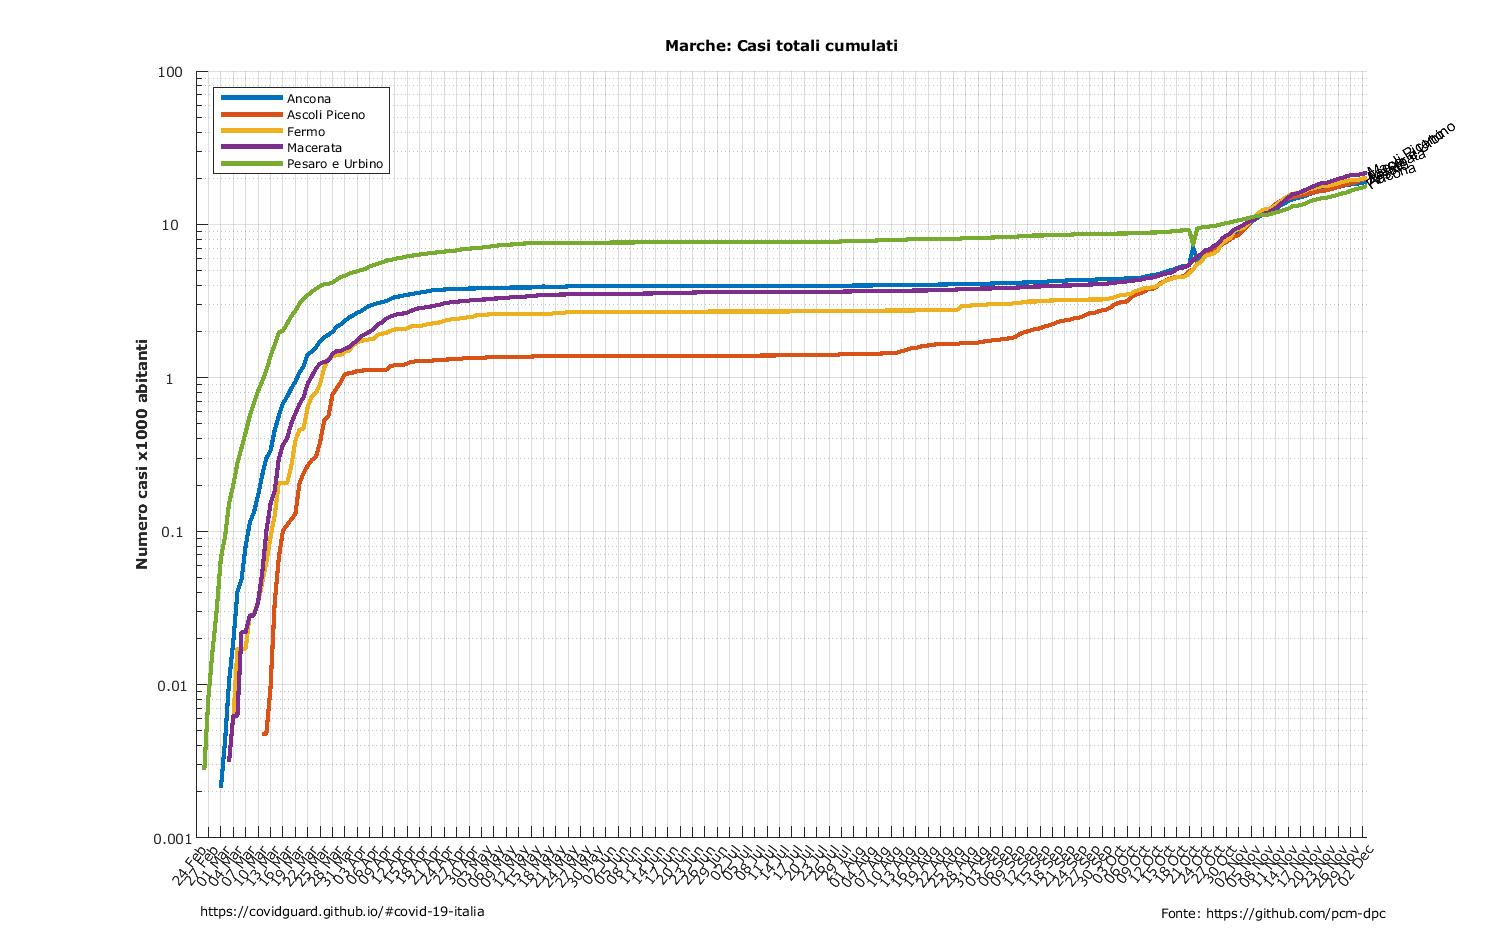 Marche: Casi totali cumulati
100
10
1
0.1
0.01
0.001
Numero casi x1000 abitanti
Ancona
Ascoli Piceno
Fermo
Macerata
Pesaro e Urbino
Ancona
24 Feb
27 Feb
01 Mar
04 Mar
07 Mar
10 Mar
13 Mar
16 Mar
19 Mar
22 Mar
25 Mar
28 Mar
31 Mar
03 Apr
06 Apr
09 Apr
12 Apr
15 Apr
18 Apr
21 Apr
24 Apr
27 Apr
30 Apr
03 May
06 May
09 May
12 May
15 May
18 May
21 May
24 May
27 May
30 May
02 Jun
05 Jun
08 Jun
11 Jun
14 Jun
17 Jun
20 Jun
23 Jun
26 Jun
29 Jun
02 Jul
05 Jul
08 Jul
11 Jul
14 Jul
17 Jul
20 Jul
23 Jul
26 Jul
29 Jul
01 Aug
04 Aug
07 Aug
10 Aug
13 Aug
16 Aug
19 Aug
22 Aug
25 Aug
28 Aug
31 Aug
03 Sep
06 Sep
09 Sep
12 Sep
15 Sep
18 Sep
21 Sep
24 Sep
27 Sep
30 Sep
03 Oct
06 Oct
09 Oct
12 Oct
15 Oct
18 Oct
21 Oct
24 Oct
27 Oct
30 Oct
02 Nov
05 Nov
08 Nov
11 Nov
14 Nov
17 Nov
20 Nov
23 Nov
26 Nov
29 Nov
02 Dec
https://covidguard.github.io/#covid-19-italia
Fonte: https://github.com/pcm-dpc